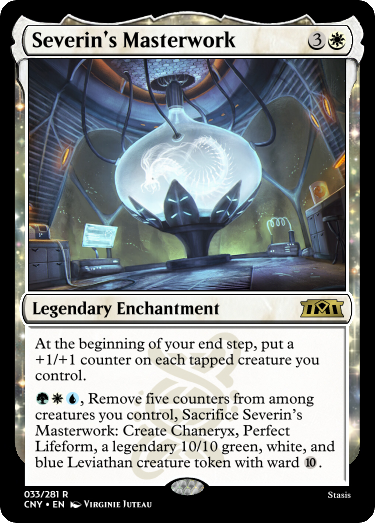 Severin's Masterwork 3
Legendary Enchantment
At the beginning of your end step, put a
+1/+1 counter on each tapped creature you
control.
, Remove five counters from among
creatures you control, Sacrifice Severin's
Masterwork: Create Chaneryx, Perfect
Lifeform, a legendary 10/10 green, white, and
blue Leviathan creature token with ward 10.
033/281 R
Stasis
CNY • EN Virginie Juteau